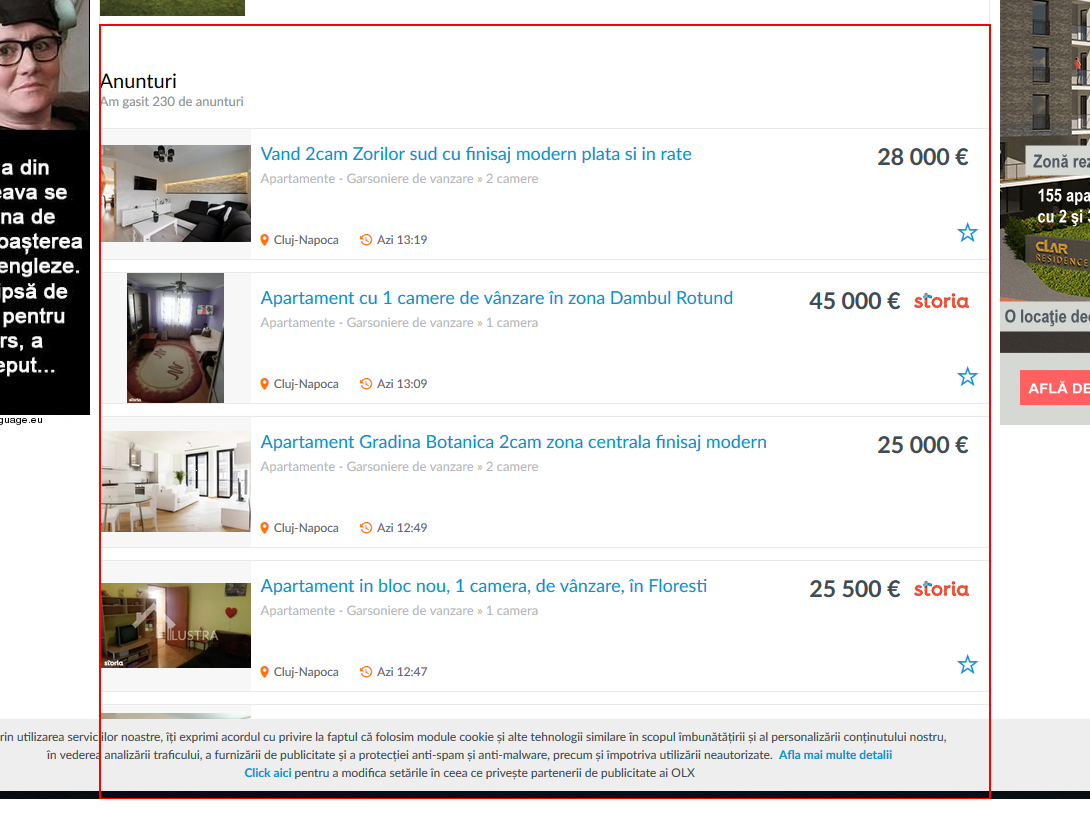 a din
eava se
na de
oașterea
engleze.
ipsă de
pentru
rs, a
eput...
guage.eu
Anunturi
Am gasit 230 de anunturi
Vand 2cam Zorilor sud cu finisaj modern plata si in rate
28 000 €
Apartamente - Garsoniere de vanzare » 2 camere
Cluj-Napoca Azi 13:19
Apartament cu 1 camere de vânzare în zona Dambul Rotund
45 000 € storia
Apartamente - Garsoniere de vanzare » 1 camera
Cluj-Napoca Azi 13:09
storia
Apartament Gradina Botanica 2cam zona centrala finisaj modern
25 000 €
Apartamente - Garsoniere de vanzare » 2 camere
Cluj-Napoca Azi 12:49
Apartament in bloc nou, 1 camera, de vânzare, în Floresti
25 500 € storia
Apartamente - Garsoniere de vanzare » 1 camera
ILUSTRA
storia
Cluj-Napoca Azi 12:47
Zonă rez
155 apa
cu 2 și 3
CLAR
RESIDENCE
O locaţie de
AFLĂ DE
rin utilizarea serviciilor noastre, îți exprimi acordul cu privire la faptul că folosim module cookie și alte tehnologii similare în scopul îmbunătățirii și al personalizării conținutului nostru,
în vederea analizării traficului, a furnizării de publicitate și a protecției anti-spam și anti-malware, precum și împotriva utilizării neautorizate. Afla mai multe detalii
Click aici pentru a modifica setările în ceea ce privește partenerii de publicitate ai OLX